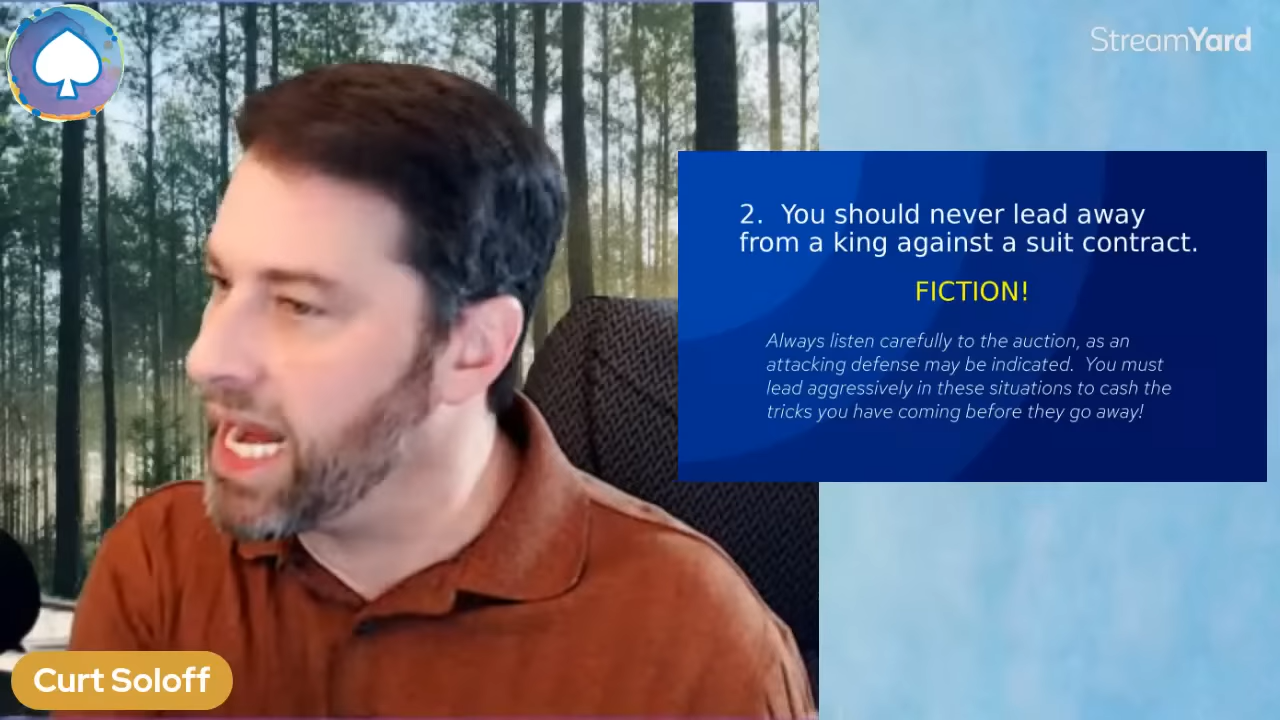 StreamYard
2. You should never lead away
from a king against a suit contract.
FICTION!
Always listen carefully to the auction, as an
attacking defense may be indicated. You must
lead aggressively in these situations to cash the
tricks you have coming before they go away!
Curt Soloff